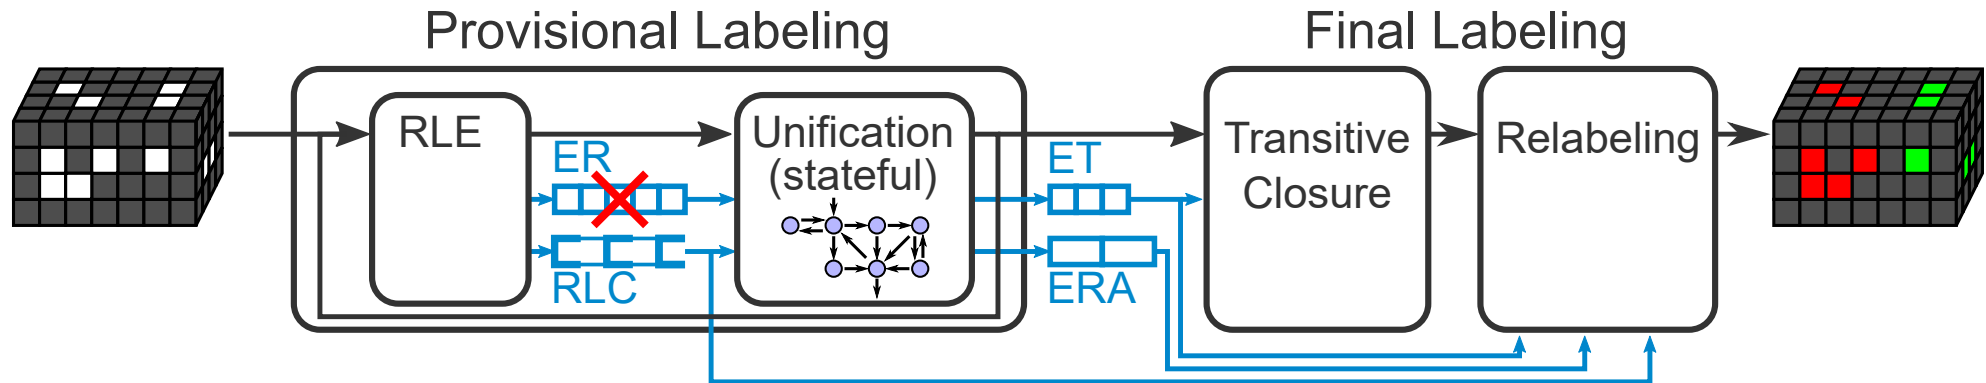 Provisional Labeling
Final Labeling
RLE
ER
RLC
Unification
(stateful)
ET
ERA
Transitive
Closure
Relabeling